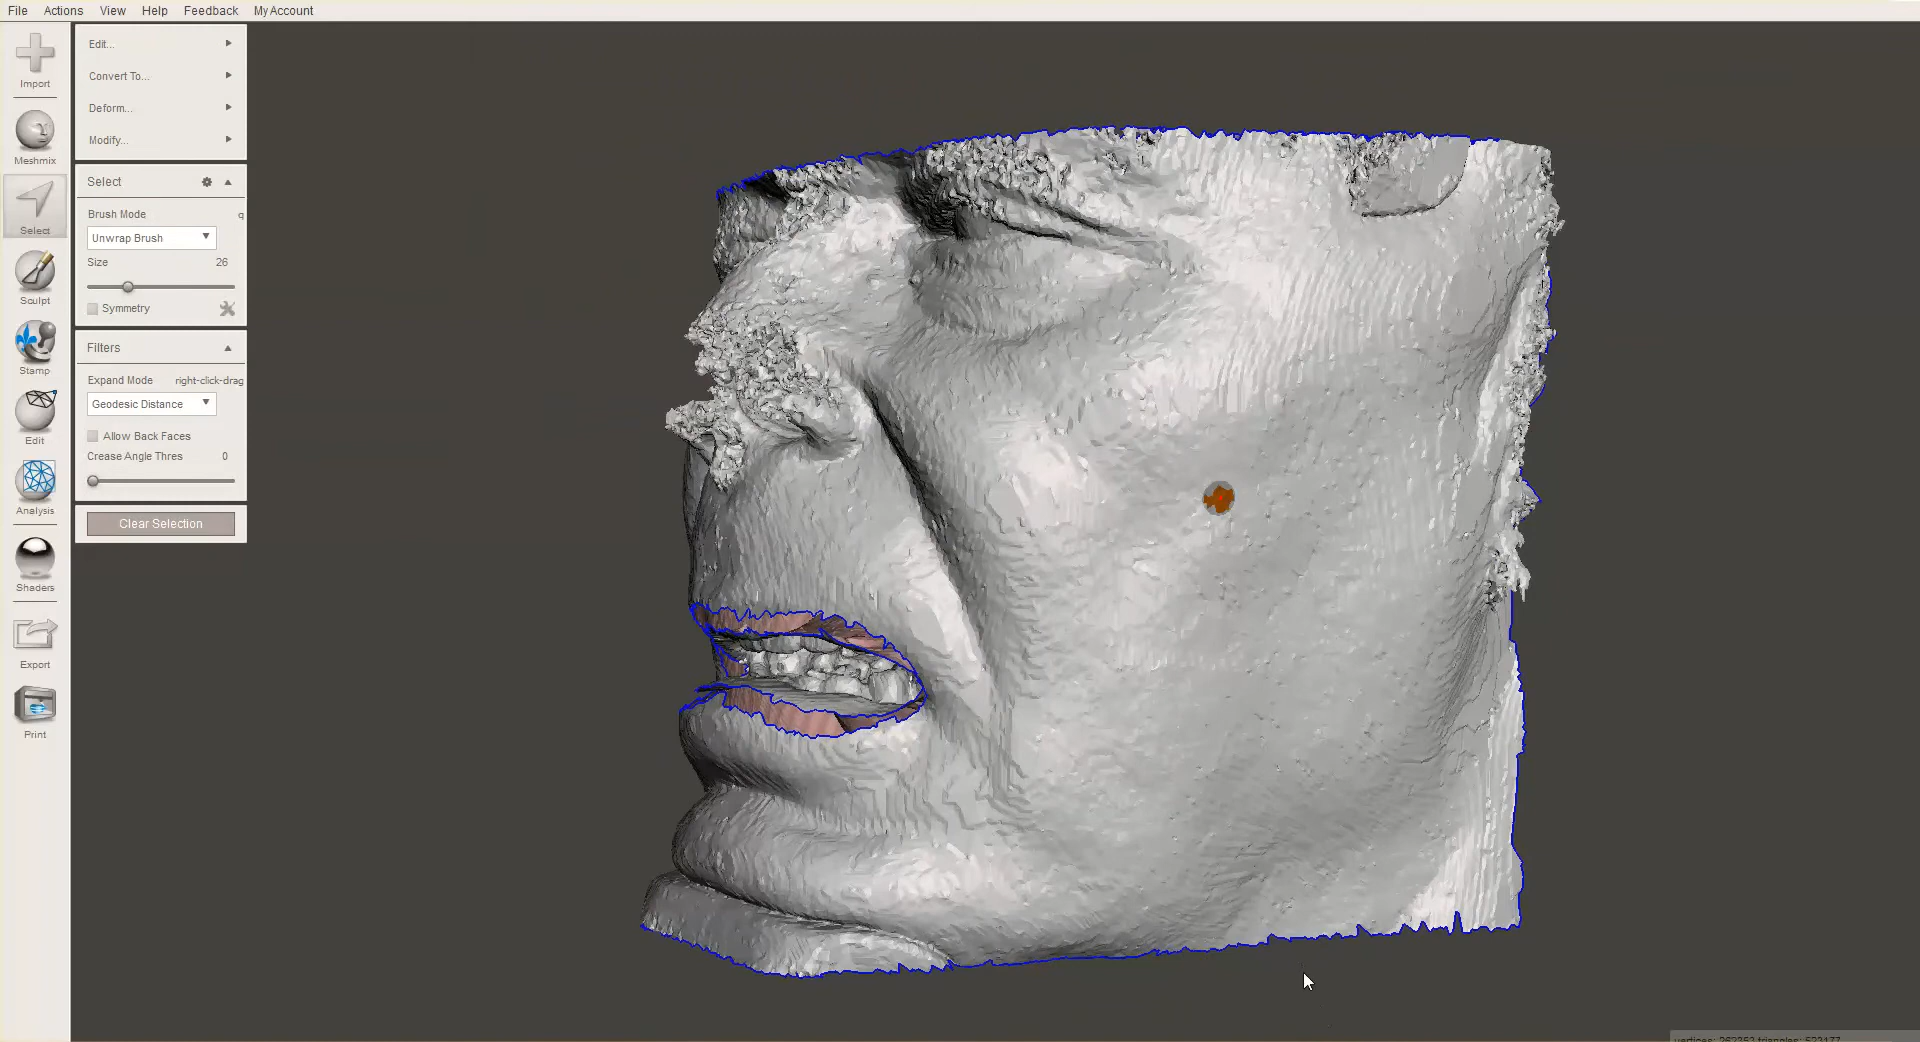 File Actions View Help Feedback My Account
Import
Meshmix
Select
Sculpt
Stamp
Edit
Analysis
Shaders
Export
Print
Edit...
Convert To...
Deform...
Modify...
Select
Brush Mode q
Unwrap Brush
Size 26
Symmetry
Filters
Expand Mode right-click-drag
Geodesic Distance
Allow Back Faces
Crease Angle Thres 0
Clear Selection